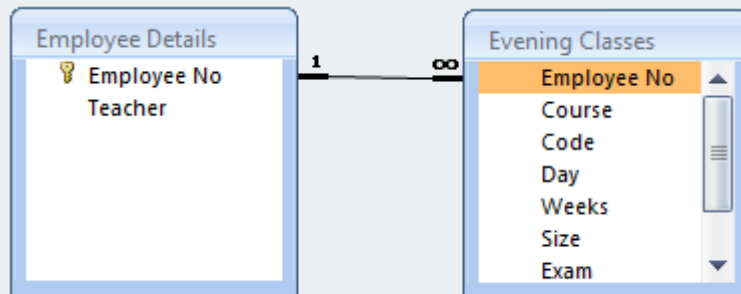 Employee Details
Employee No
Teacher
1
∞
Evening Classes
Employee No
Course
Code
Day
Weeks
Size
Exam